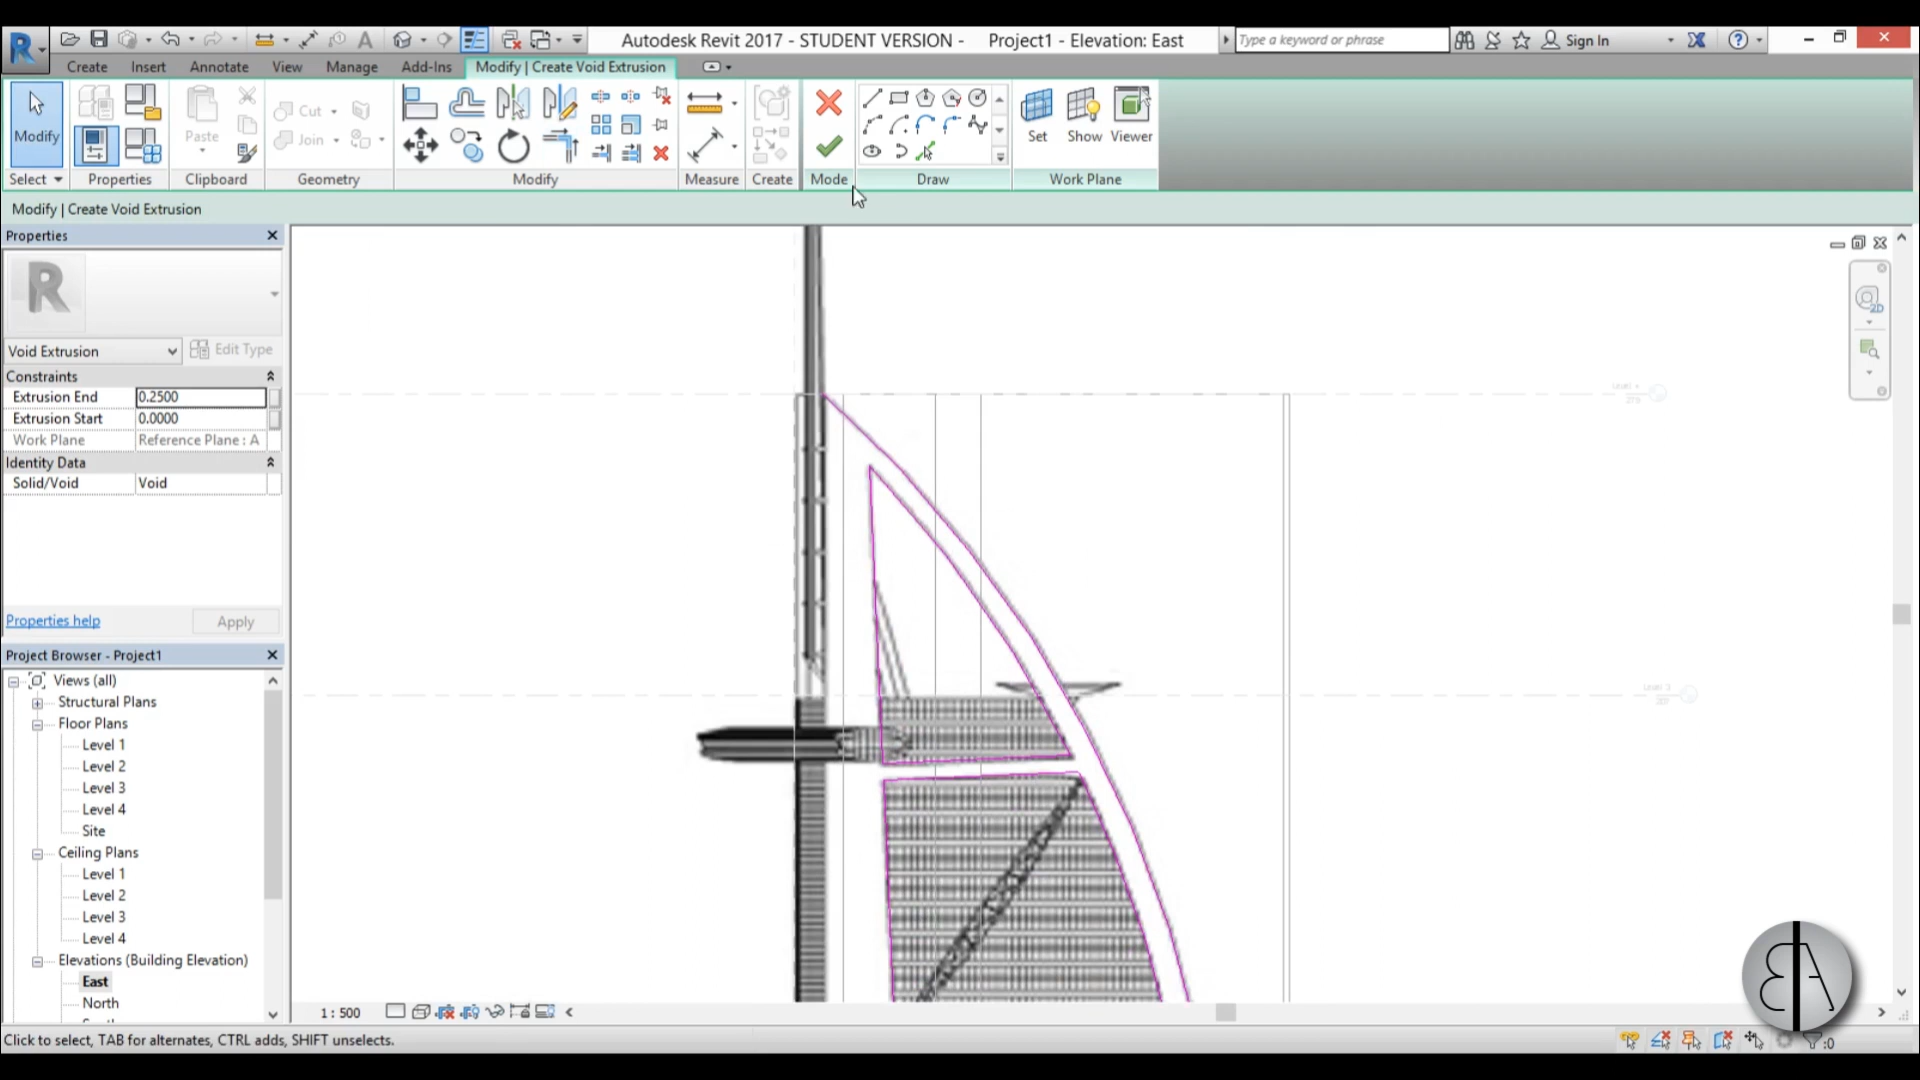 Autodesk Revit 2017 - STUDENT VERSION - Project1 - Elevation: East
Type a keyword or phrase
Sign In
Create Insert Annotate View Manage Add-Ins Modify | Create Void Extrusion
Modify
Cut
Join
Paste
Set Show Viewer
Select Properties Clipboard Geometry Modify Measure Create Mode Draw Work Plane
Modify | Create Void Extrusion
Properties
R
Void Extrusion
Edit Type
Constraints
Extrusion End 0.2500
Extrusion Start 0.0000
Work Plane Reference Plane : A
Identity Data
Solid/Void Void
Properties help
Apply
Project Browser - Project1
Views (all)
Structural Plans
Floor Plans
Level 1
Level 2
Level 3
Level 4
Site
Ceiling Plans
Level 1
Level 2
Level 3
Level 4
Elevations (Building Elevation)
East
North
1 : 500
Click to select, TAB for alternates, CTRL adds, SHIFT unselects.
:0
2D